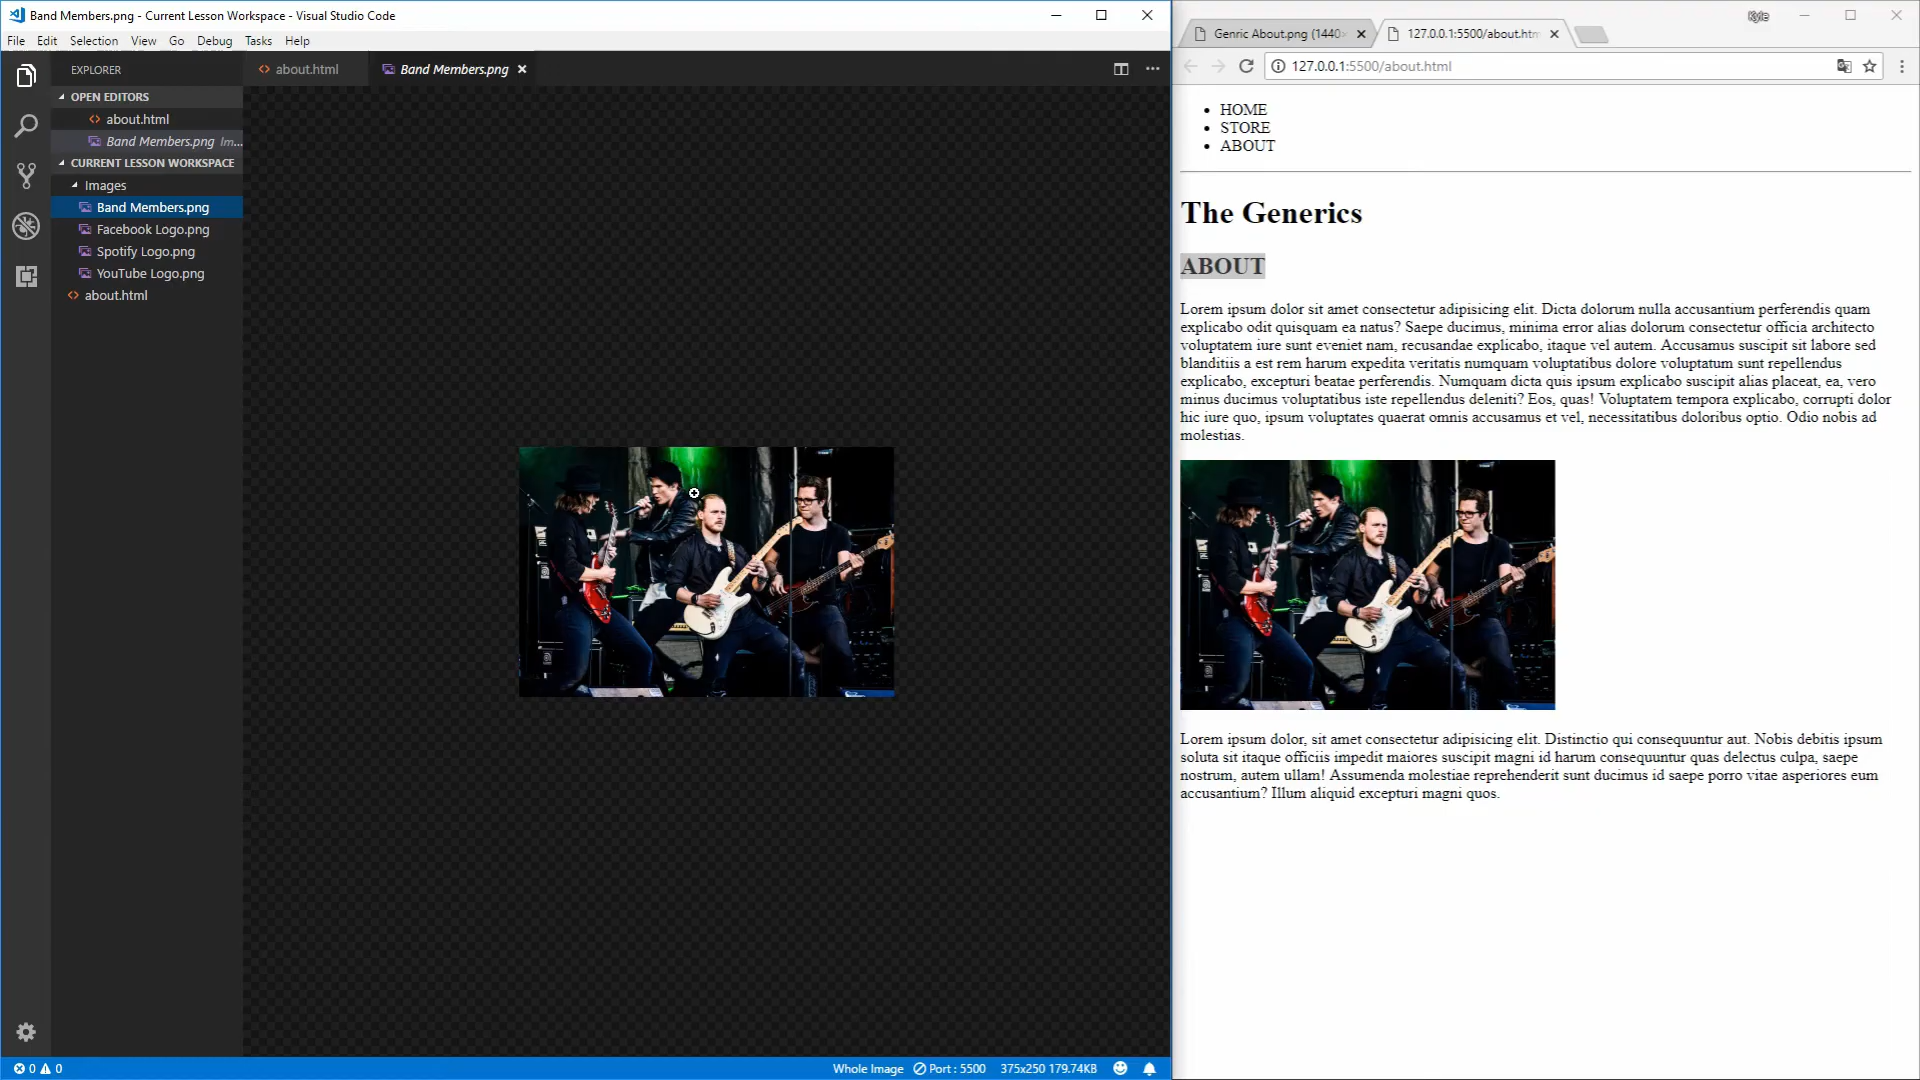 Band Members.png - Current Lesson Workspace - Visual Studio Code
File Edit Selection View Go Debug Tasks Help
EXPLORER
OPEN EDITORS
about.html
Band Members.png Im...
CURRENT LESSON WORKSPACE
Images
Band Members.png
Facebook Logo.png
Spotify Logo.png
YouTube Logo.png
about.html
about.html
Band Members.png
0 0
Whole Image Port : 5500 375x250 179.74KB
Kyle
Genric About.png (1440
127.0.0.1:5500/about.htm
127.0.0.1:5500/about.html
HOME
STORE
ABOUT
The Generics
ABOUT
Lorem ipsum dolor sit amet consectetur adipisicing elit. Dicta dolorum nulla accusantium perferendis quam
explicabo odit quisquam ea natus? Saepe ducimus, minima error alias dolorum consectetur officia architecto
voluptatem iure sunt eveniet nam, recusandae explicabo, itaque vel autem. Accusamus suscipit sit labore sed
blanditiis a est rem harum expedita veritatis numquam voluptatibus dolore voluptatum sunt repellendus
explicabo, excepturi beatae perferendis. Numquam dicta quis ipsum explicabo suscipit alias placeat, ea, vero
minus ducimus voluptatibus iste repellendus deleniti? Eos, quas! Voluptatem tempora explicabo, corrupti dolor
hic iure quo, ipsum voluptates quaerat omnis accusamus et vel, necessitatibus doloribus optio. Odio nobis ad
molestias.
Lorem ipsum dolor, sit amet consectetur adipisicing elit. Distinctio qui consequuntur aut. Nobis debitis ipsum
soluta sit itaque officiis impedit maiores suscipit magni id harum consequuntur quas delectus culpa, saepe
nostrum, autem ullam! Assumenda molestiae reprehenderit sunt ducimus id saepe porro vitae asperiores eum
accusantium? Illum aliquid excepturi magni quos.